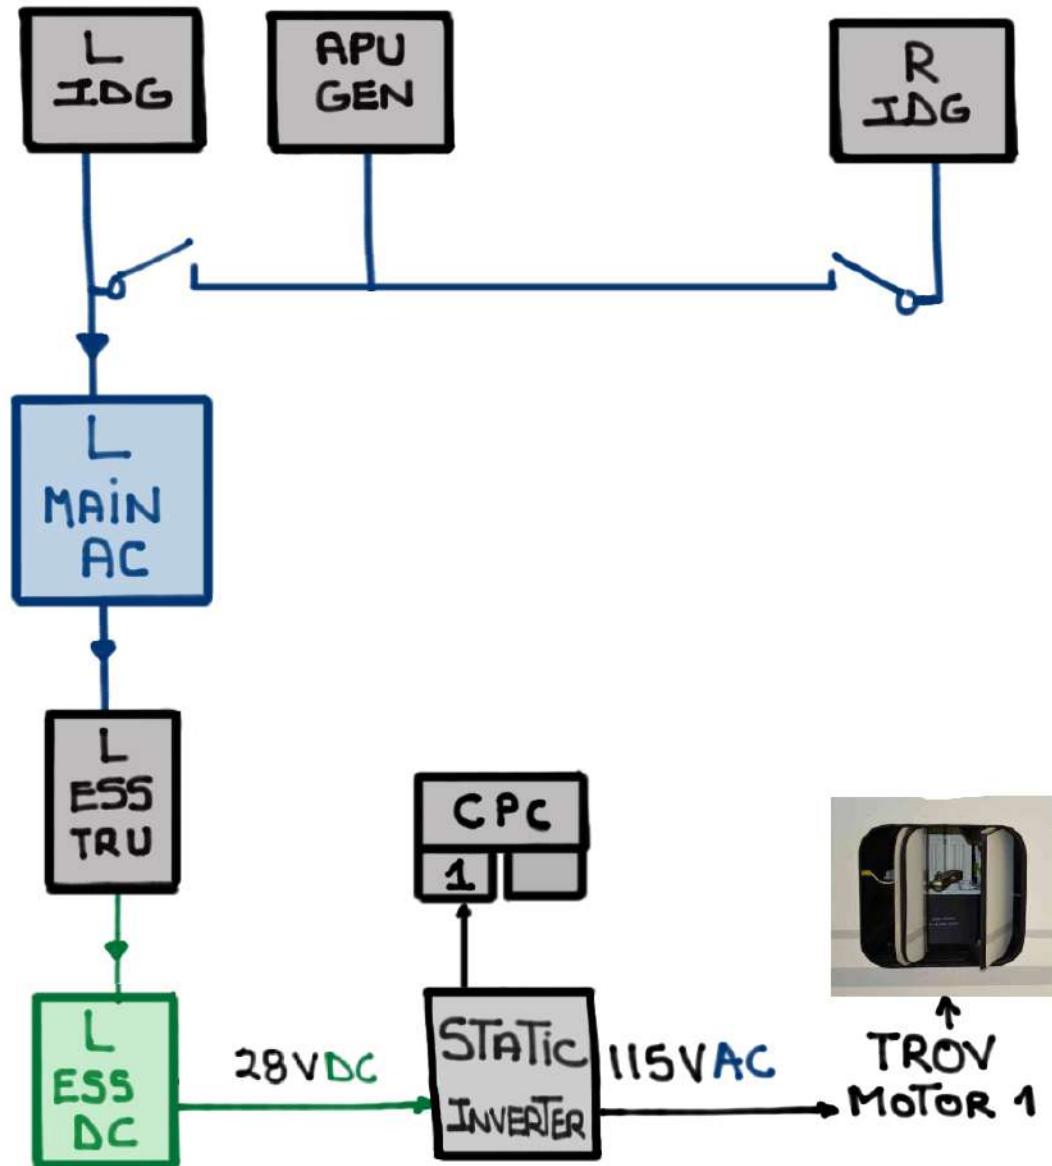 L
IDG
APU
GEN
R
IDG
L
MAIN
AC
L
ESS
TRU
CPC
1
L
ESS
DC
28VDC
STATIC
INVERTER
115VAC
TROV
MOTOR 1